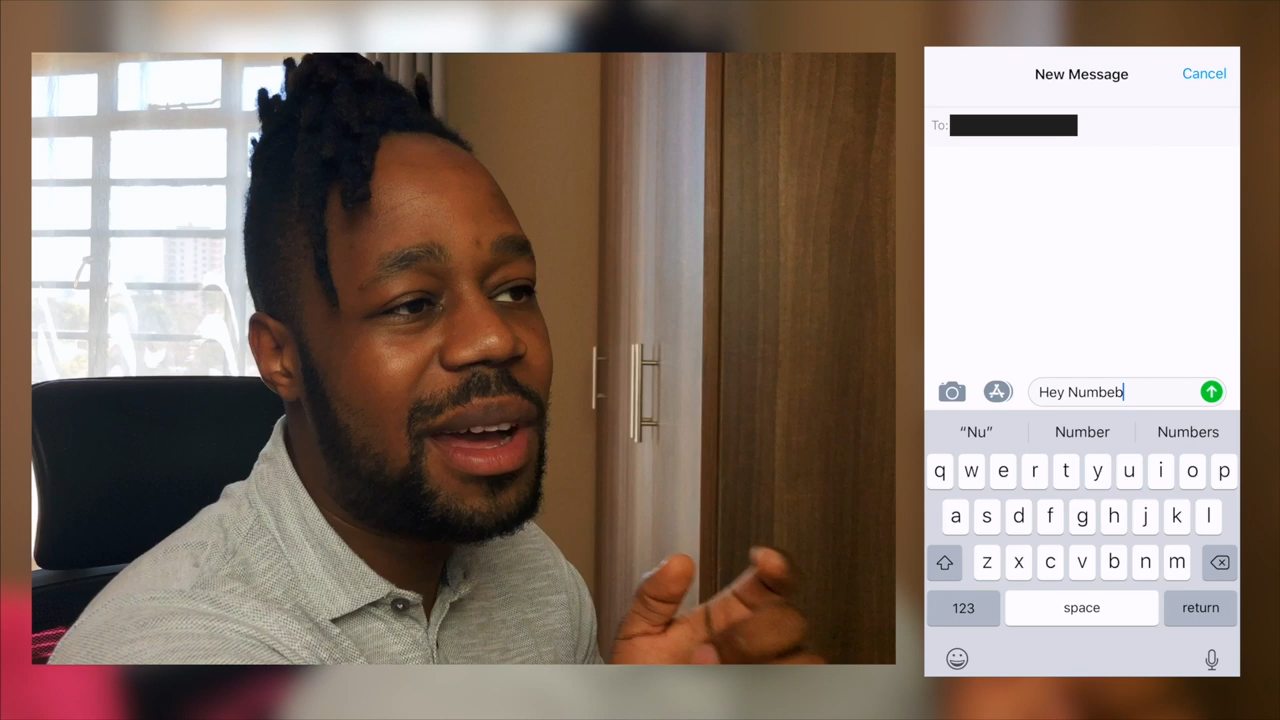 New Message
Cancel
To:
Hey Numbeb
“Nu” Number Numbers
q w e r t y u i o p
a s d f g h j k l
z x c v b n m
123 space return